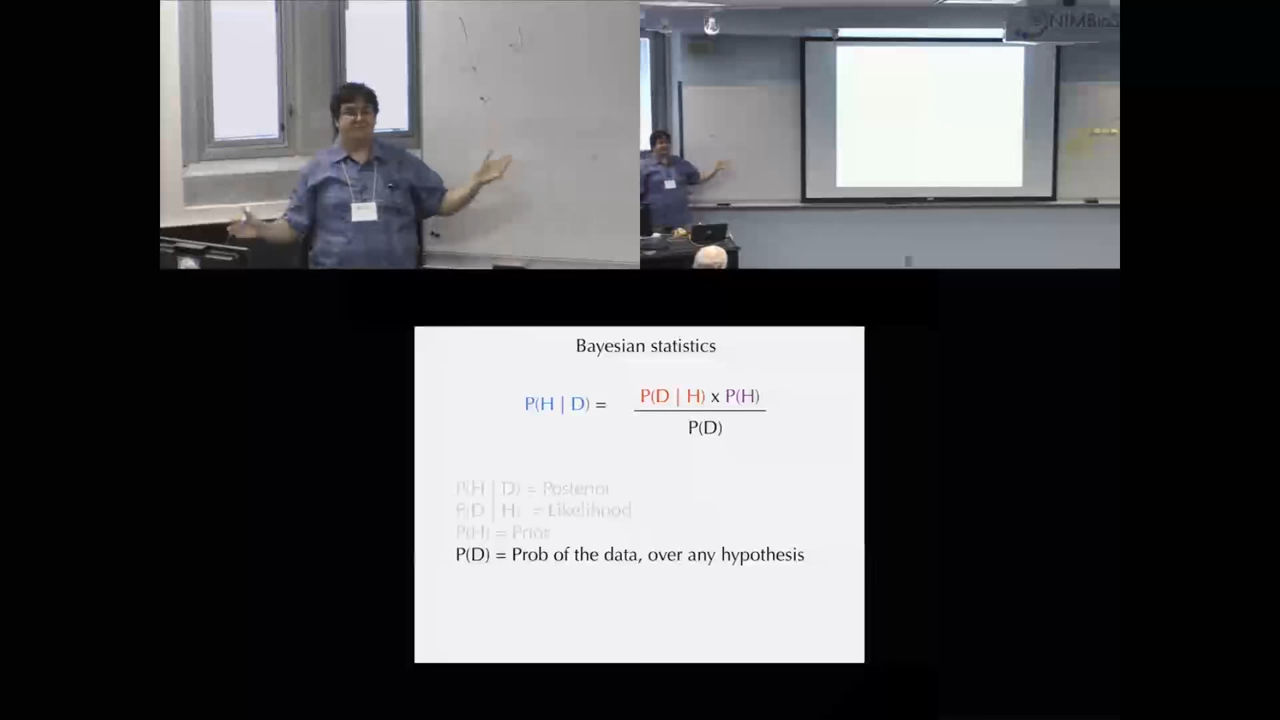 NIMBioS
Bayesian statistics
P(H | D) = P(D | H) x P(H)
P(D)
P(H | D) = Posterior
P(D | H) = Likelihood
P(H) = Prior
P(D) = Prob of the data, over any hypothesis